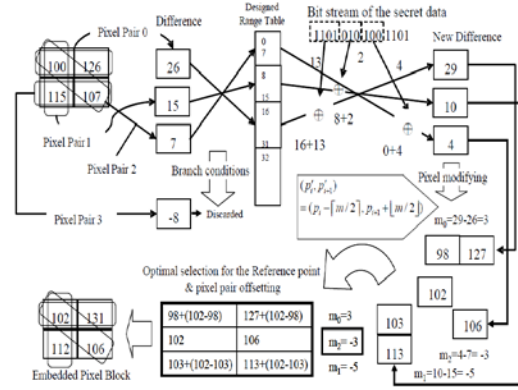 Pixel Pair 0
Difference
Designed
Range Table
Bit stream of the secret data
1101 010 100 1101
New Difference
100 126
115 107
26
15
7
0
7
8
15
16
31
32
13
2
4
29
10
4
8+2
16+13
0+4
Pixel Pair1
Pixel Pair 2
Branch conditions
Pixel Pair 3
-8
Discarded
Pixel modifying
(p'i, p'i+1)
= (pi − ⌈m/2⌉, pi+1 + ⌊m/2⌋)
m0=29-26=3
98 127
102
106
103
113
m2=4-7= -3
m1=10-15= -5
Optimal selection for the Reference point
& pixel pair offsetting
98+(102-98) 127+(102-98) m0=3
102 106 m2= -3
103+(102-103) 113+(102-103) m1=-5
102 131
112 106
Embedded Pixel Block